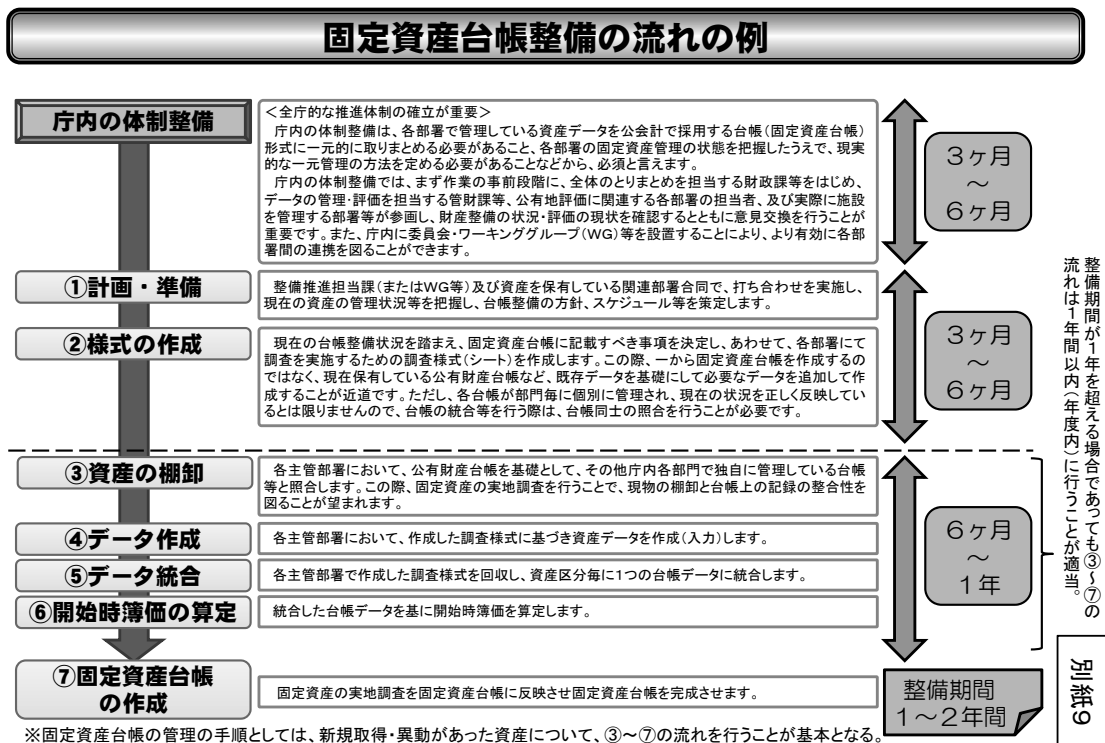 固定資産台帳整備の流れの例
庁内の体制整備
＜全庁的な推進体制の確立が重要＞
庁内の体制整備は、各部署で管理している資産データを公会計で採用する台帳（固定資産台帳）
形式に一元的に取りまとめる必要があること、各部署の固定資産管理の状態を把握したうえで、現実
的な一元管理の方法を定める必要があることなどから、必須と言えます。
庁内の体制整備では、まず作業の事前段階に、全体のとりまとめを担当する財政課等をはじめ、
データの管理・評価を担当する管財課等、公有地評価に関連する各部署の担当者、及び実際に施設
を管理する部署等が参画し、財産整備の状況・評価の現状を確認するとともに意見交換を行うことが
重要です。また、庁内に委員会・ワーキンググループ（WG）等を設置することにより、より有効に各部
署間の連携を図ることができます。
3ヶ月
～
6ヶ月
①計画・準備
整備推進担当課（またはWG等）及び資産を保有している関連部署合同で、打ち合わせを実施し、
現在の資産の管理状況等を把握し、台帳整備の方針、スケジュール等を策定します。
②様式の作成
現在の台帳整備状況を踏まえ、固定資産台帳に記載すべき事項を決定し、あわせて、各部署にて
調査を実施するための調査様式（シート）を作成します。この際、一から固定資産台帳を作成するの
ではなく、現在保有している公有財産台帳など、既存データを基礎にして必要なデータを追加して作
成することが近道です。ただし、各台帳が部門毎に個別に管理され、現在の状況を正しく反映してい
るとは限りませんので、台帳の統合等を行う際は、台帳同士の照合を行うことが必要です。
3ヶ月
～
6ヶ月
③資産の棚卸
各主管部署において、公有財産台帳を基礎として、その他庁内各部門で独自に管理している台帳
等と照合します。この際、固定資産の実地調査を行うことで、現物の棚卸と台帳上の記録の整合性を
図ることが望まれます。
④データ作成
各主管部署において、作成した調査様式に基づき資産データを作成（入力）します。
⑤データ統合
各主管部署で作成した調査様式を回収し、資産区分毎に1つの台帳データに統合します。
⑥開始時簿価の算定
統合した台帳データを基に開始時簿価を算定します。
6ヶ月
～
1年
⑦固定資産台帳
の作成
固定資産の実地調査を固定資産台帳に反映させ固定資産台帳を完成させます。
整備期間
1～2年間
整備期間が1年を超える場合であっても③～⑦の
流れは1年間以内（年度内）に行うことが適当。
別紙9
※固定資産台帳の管理の手順としては、新規取得・異動があった資産について、③～⑦の流れを行うことが基本となる。